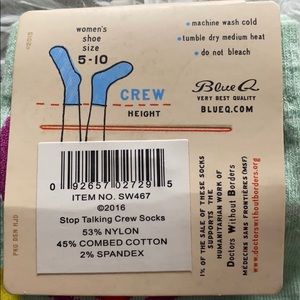 women's
shoe
size
5-10
• machine wash cold
• tumble dry medium heat
• do not bleach
Blue Q
VERY BEST QUALITY
BLUEQ.COM
CREW
HEIGHT
0 92657 02729 5
ITEM NO. SW467
©2016
Stop Talking Crew Socks
53% NYLON
45% COMBED COTTON
2% SPANDEX
1% OF THE SALE OF THESE SOCKS
SUPPORTS THE
HUMANITARIAN WORK OF
Doctors Without Borders
MÉDECINS SANS FRONTIÈRES (MSF)
www.doctorswithoutborders.org
©2015